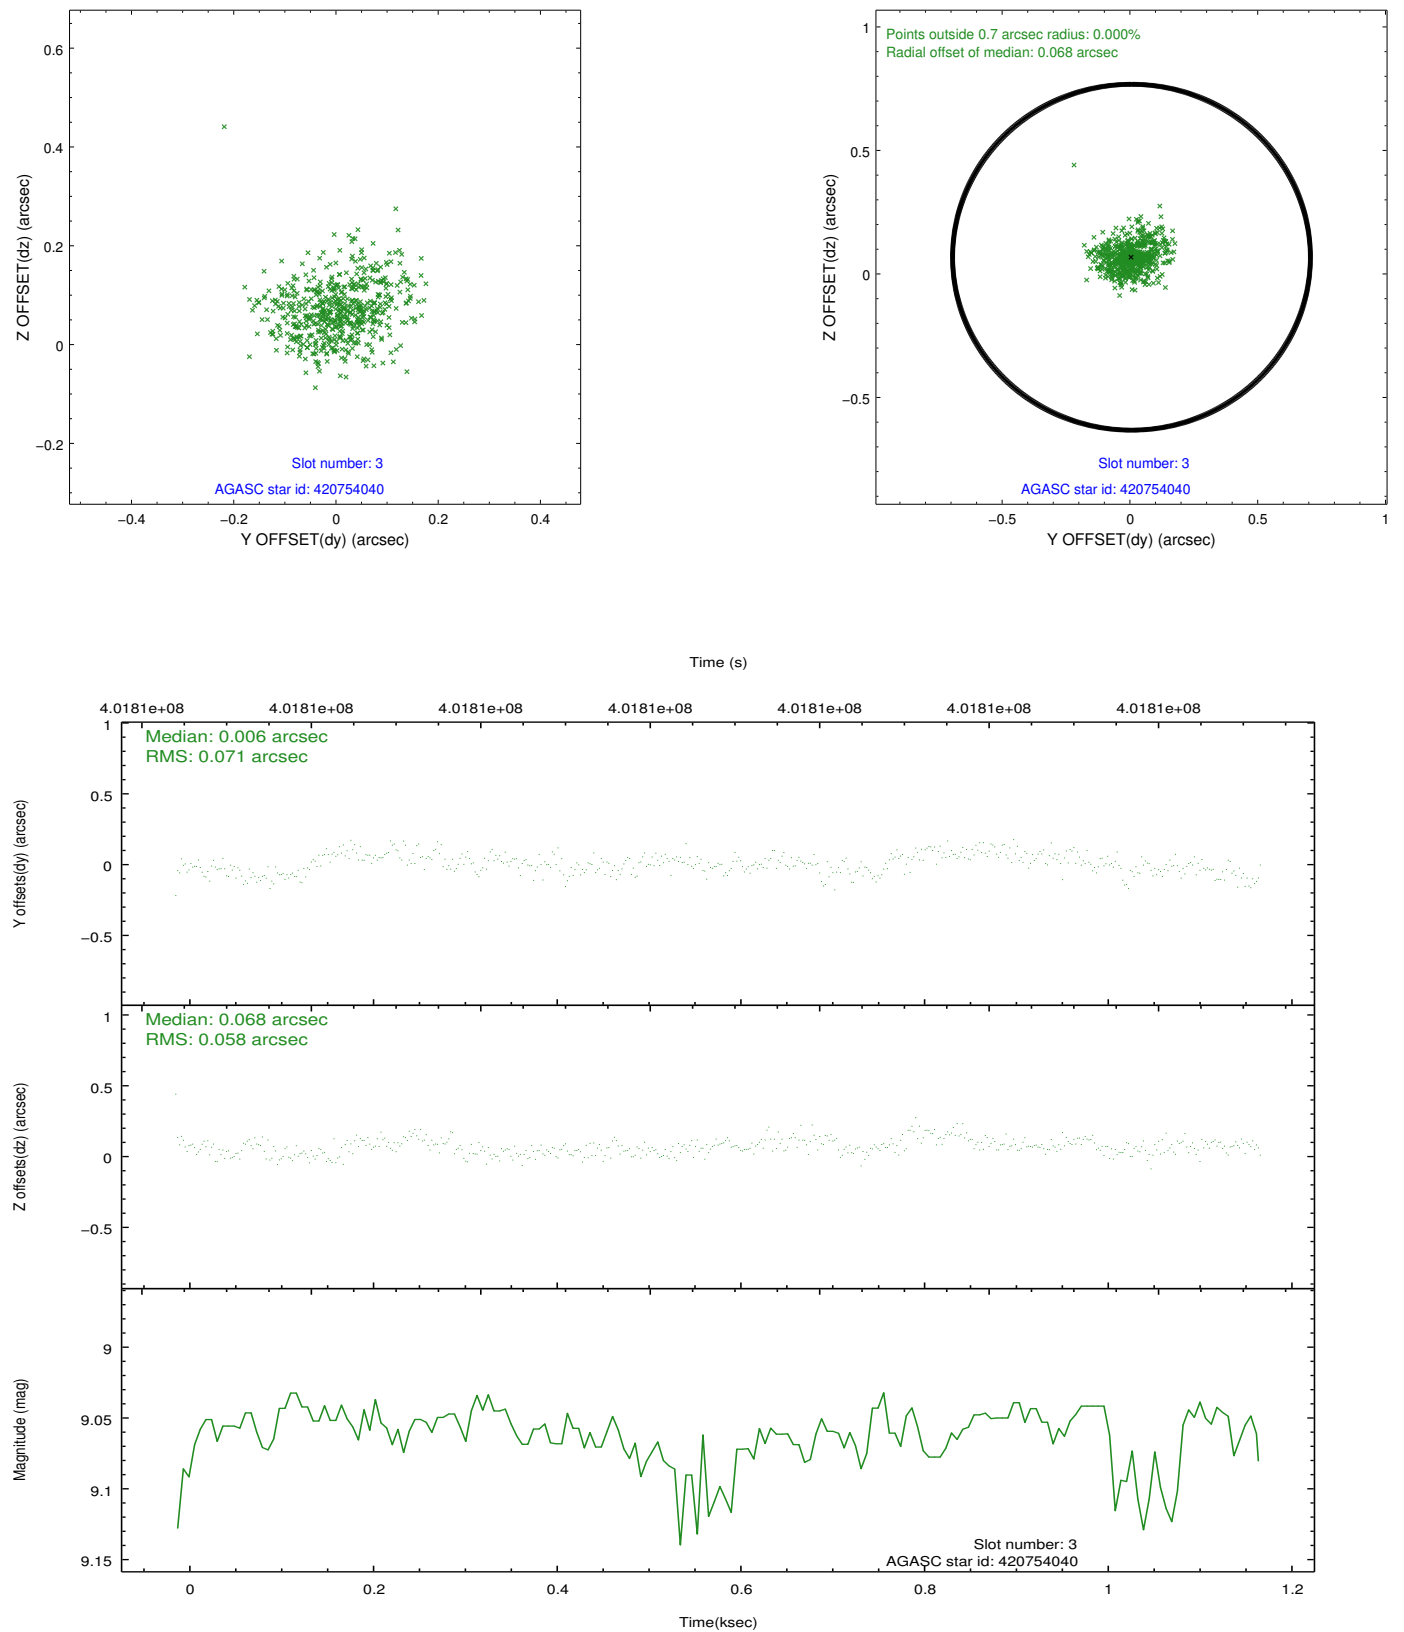 0.6
0.4
0.2
0
−0.2
−0.4
−0.2
0
0.2
0.4
Z OFFSET(dz) (arcsec)
Y OFFSET(dy) (arcsec)
Slot number: 3
AGASC star id: 420754040
Points outside 0.7 arcsec radius: 0.000%
Radial offset of median: 0.068 arcsec
1
0.5
0
−0.5
−0.5
0
0.5
1
Z OFFSET(dz) (arcsec)
Y OFFSET(dy) (arcsec)
Slot number: 3
AGASC star id: 420754040
Time (s)
4.0181e+08 4.0181e+08 4.0181e+08 4.0181e+08 4.0181e+08 4.0181e+08 4.0181e+08
Median: 0.006 arcsec
RMS: 0.071 arcsec
1
0.5
0
−0.5
Y offsets(dy) (arcsec)
Median: 0.068 arcsec
RMS: 0.058 arcsec
1
0.5
0
−0.5
Z offsets(dz) (arcsec)
9
9.05
9.1
9.15
Magnitude (mag)
Slot number: 3
AGASC star id: 420754040
0 0.2 0.4 0.6 0.8 1 1.2
Time(ksec)